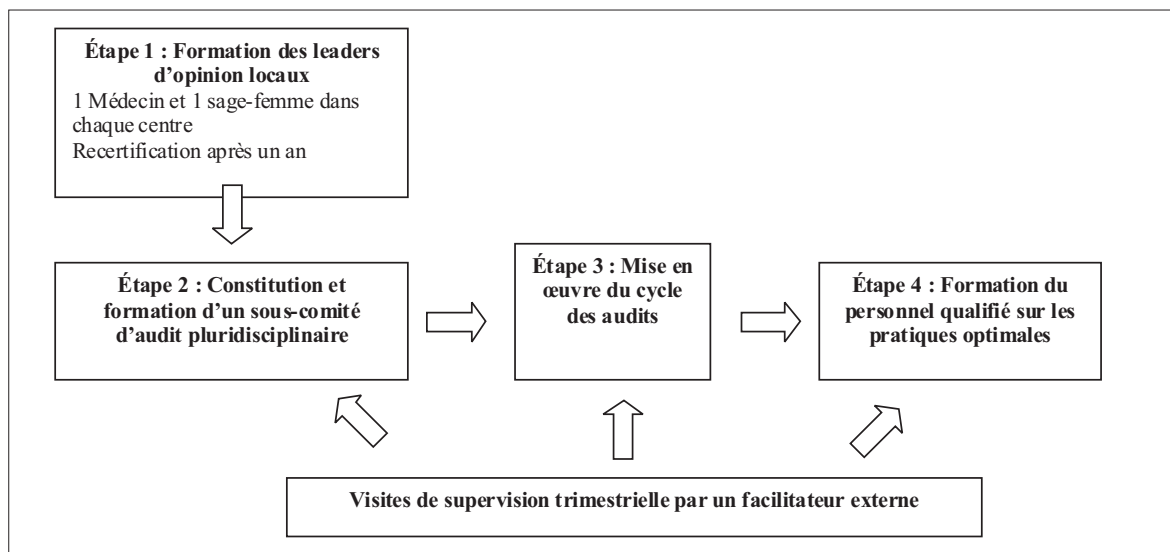 Étape 1 : Formation des leaders
d’opinion locaux
1 Médecin et 1 sage-femme dans
chaque centre
Recertification après un an
Étape 2 : Constitution et
formation d’un sous-comité
d’audit pluridisciplinaire
Étape 3 : Mise en
œuvre du cycle
des audits
Étape 4 : Formation du
personnel qualifié sur les
pratiques optimales
Visites de supervision trimestrielle par un facilitateur externe